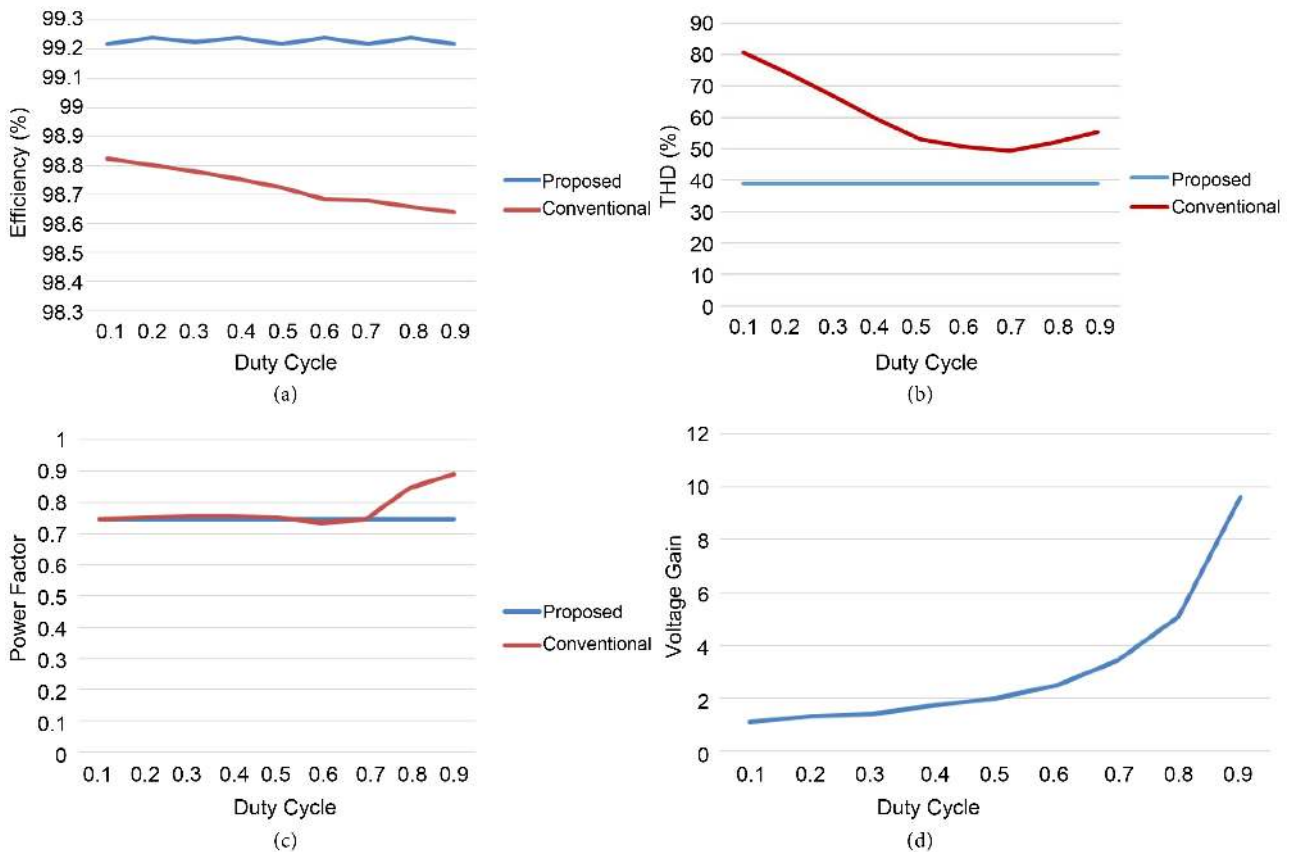 99.3
99.2
99.1
99
98.9
98.8
98.7
98.6
98.5
98.4
98.3
Efficiency (%)
0.1 0.2 0.3 0.4 0.5 0.6 0.7 0.8 0.9
Duty Cycle
Proposed
Conventional
(a)
90
80
70
60
50
40
30
20
10
0
THD (%)
0.1 0.2 0.3 0.4 0.5 0.6 0.7 0.8 0.9
Duty Cycle
Proposed
Conventional
(b)
1
0.9
0.8
0.7
0.6
0.5
0.4
0.3
0.2
0.1
0
Power Factor
0.1 0.2 0.3 0.4 0.5 0.6 0.7 0.8 0.9
Duty Cycle
Proposed
Conventional
(c)
12
10
8
6
4
2
0
Voltage Gain
0.1 0.2 0.3 0.4 0.5 0.6 0.7 0.8 0.9
Duty Cycle
(d)